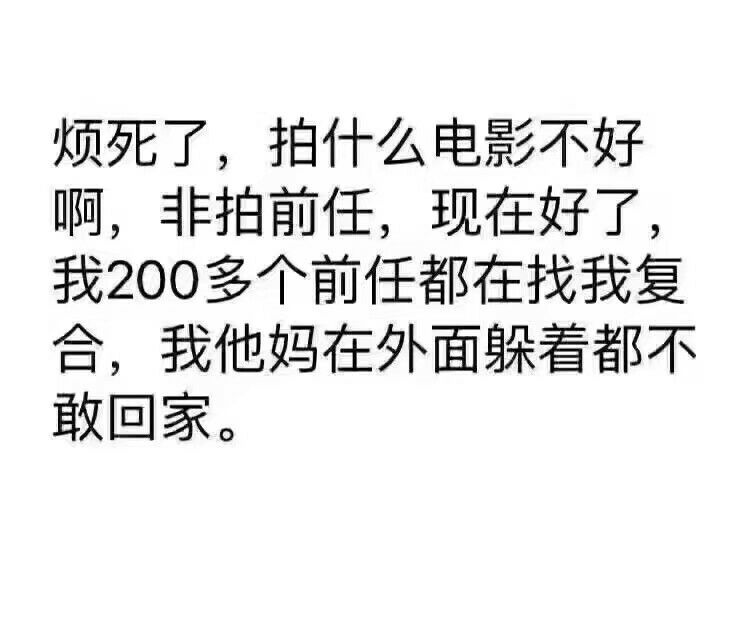 烦死了，拍什么电影不好
啊，非拍前任，现在好了，
我200多个前任都在找我复
合，我他妈在外面躲着都不
敢回家。